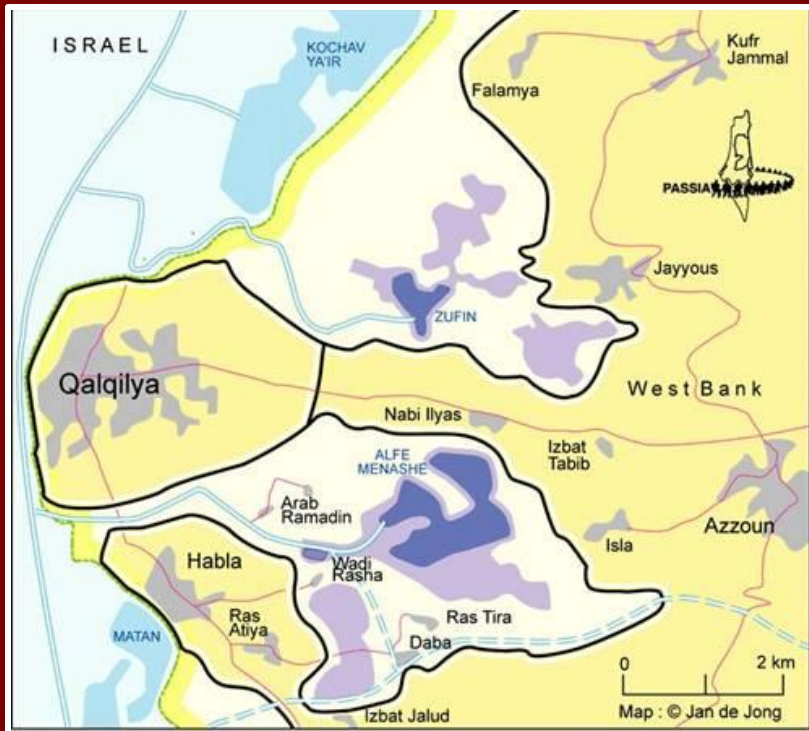 ISRAEL
KOCHAV
YA'IR
Kufr
Jammal
Falamya
PASSIA
Jayyous
ZUFIN
Qalqilya
West Bank
Nabi Ilyas
ALFE
MENASHE
Izbat
Tabib
Arab
Ramadin
Azzoun
Isla
Habla
Wadi
Rasha
Ras
Atiya
Ras Tira
MATAN
Daba
0 2 km
Izbat Jalud
Map : © Jan de Jong